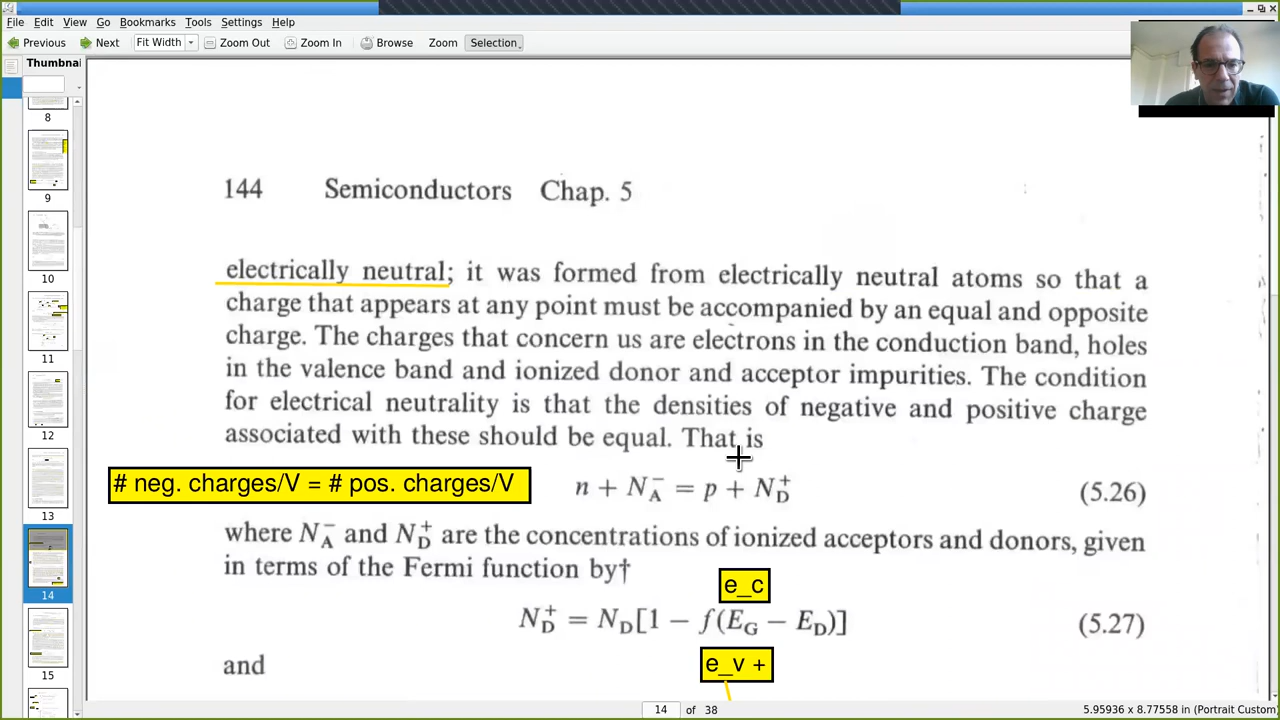 File Edit View Go Bookmarks Tools Settings Help
Previous Next Fit Width Zoom Out Zoom In Browse Zoom Selection
Thumbnai
8
9
10
11
12
13
14
15
144 Semiconductors Chap. 5
electrically neutral; it was formed from electrically neutral atoms so that a
charge that appears at any point must be accompanied by an equal and opposite
charge. The charges that concern us are electrons in the conduction band, holes
in the valence band and ionized donor and acceptor impurities. The condition
for electrical neutrality is that the densities of negative and positive charge
associated with these should be equal. That is
# neg. charges/V = # pos. charges/V
n + N_A^- = p + N_D^+ (5.26)
where N_A^- and N_D^+ are the concentrations of ionized acceptors and donors, given
in terms of the Fermi function by†
e_c
N_D^+ = N_D[1 − f(E_G − E_D)] (5.27)
and
e_v +
14 of 38
5.95936 x 8.77558 in (Portrait Custom)